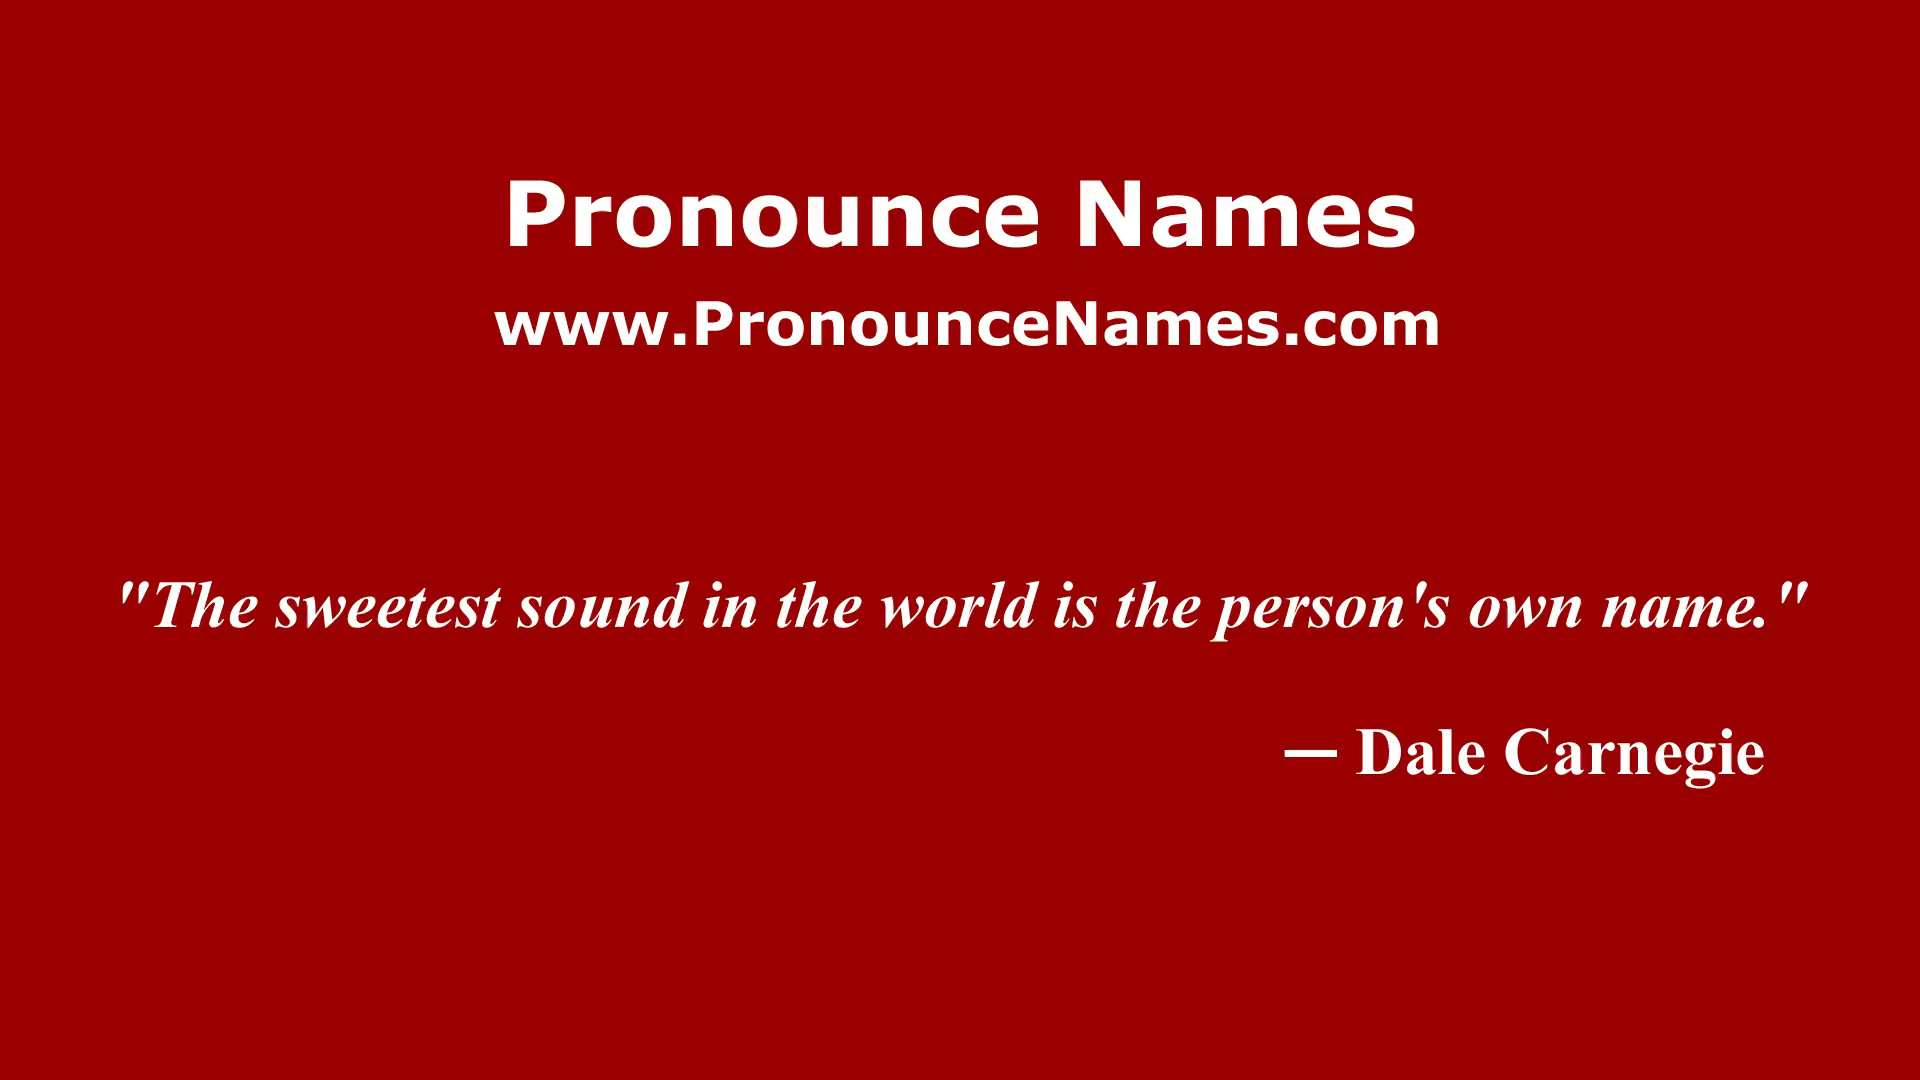 Pronounce Names
www.PronounceNames.com
"The sweetest sound in the world is the person's own name."
— Dale Carnegie